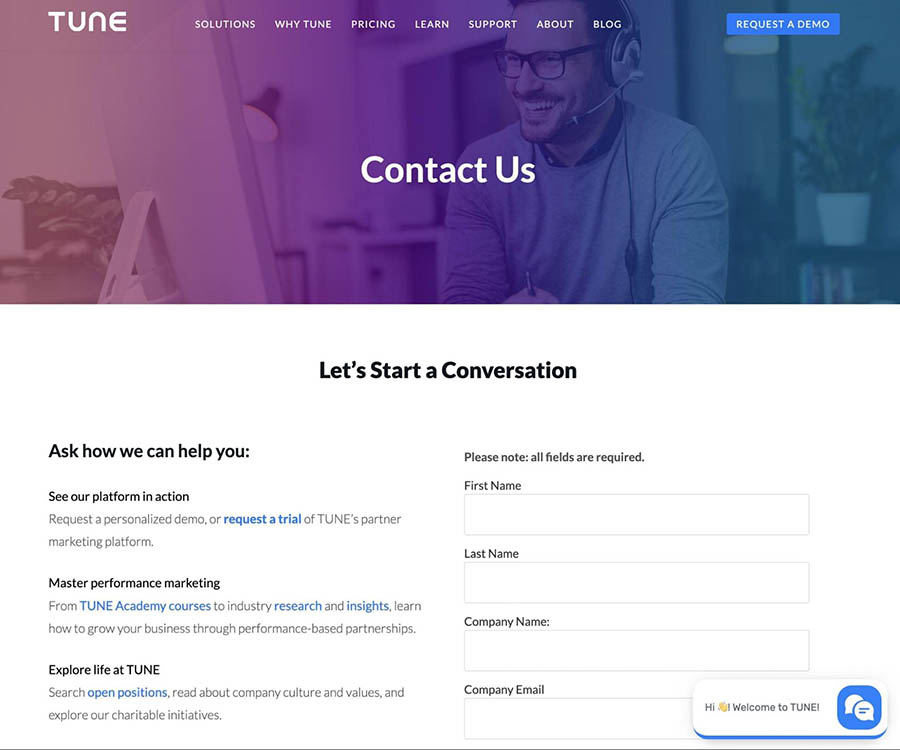 TUNE
SOLUTIONS WHY TUNE PRICING LEARN SUPPORT ABOUT BLOG
REQUEST A DEMO
Contact Us
Let's Start a Conversation
Ask how we can help you:
See our platform in action
Request a personalized demo, or request a trial of TUNE's partner
marketing platform.
Master performance marketing
From TUNE Academy courses to industry research and insights, learn
how to grow your business through performance-based partnerships.
Explore life at TUNE
Search open positions, read about company culture and values, and
explore our charitable initiatives.
Please note: all fields are required.
First Name
Last Name
Company Name:
Company Email
Hi 👋! Welcome to TUNE!